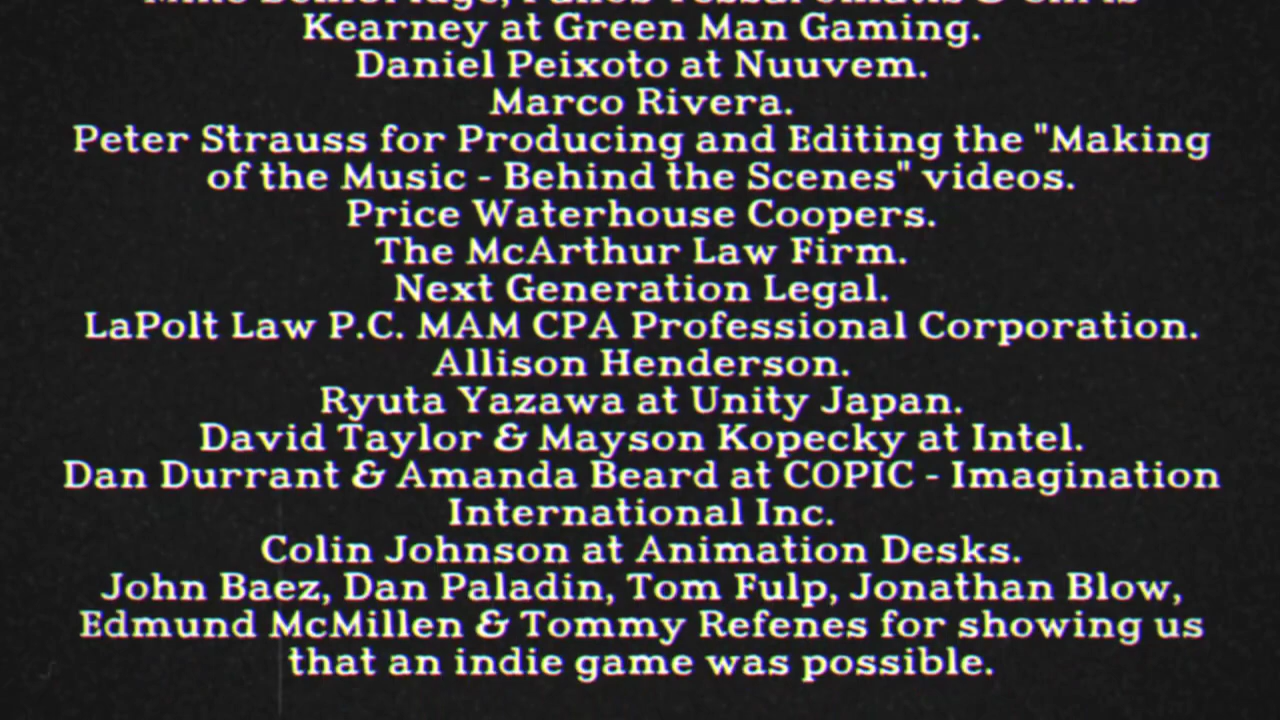 Kearney at Green Man Gaming.
Daniel Peixoto at Nuuvem.
Marco Rivera.
Peter Strauss for Producing and Editing the "Making
of the Music - Behind the Scenes" videos.
Price Waterhouse Coopers.
The McArthur Law Firm.
Next Generation Legal.
LaPolt Law P.C. MAM CPA Professional Corporation.
Allison Henderson.
Ryuta Yazawa at Unity Japan.
David Taylor & Mayson Kopecky at Intel.
Dan Durrant & Amanda Beard at COPIC - Imagination
International Inc.
Colin Johnson at Animation Desks.
John Baez, Dan Paladin, Tom Fulp, Jonathan Blow,
Edmund McMillen & Tommy Refenes for showing us
that an indie game was possible.